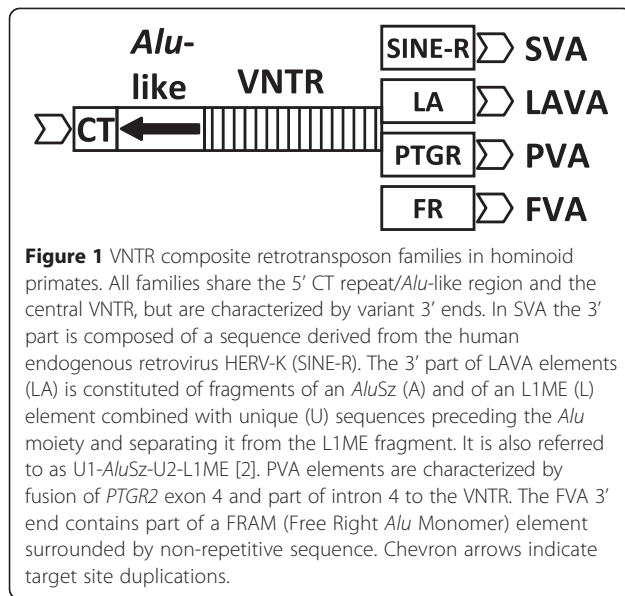 Alu-
like
VNTR
CT
SINE-R
SVA
LA
LAVA
PTGR
PVA
FR
FVA
Figure 1 VNTR composite retrotransposon families in hominoid
primates. All families share the 5’ CT repeat/Alu-like region and the
central VNTR, but are characterized by variant 3’ ends. In SVA the 3’
part is composed of a sequence derived from the human
endogenous retrovirus HERV-K (SINE-R). The 3’ part of LAVA elements
(LA) is constituted of fragments of an AluSz (A) and of an L1ME (L)
element combined with unique (U) sequences preceding the Alu
moiety and separating it from the L1ME fragment. It is also referred
to as U1-AluSz-U2-L1ME [2]. PVA elements are characterized by
fusion of PTGR2 exon 4 and part of intron 4 to the VNTR. The FVA 3’
end contains part of a FRAM (Free Right Alu Monomer) element
surrounded by non-repetitive sequence. Chevron arrows indicate
target site duplications.